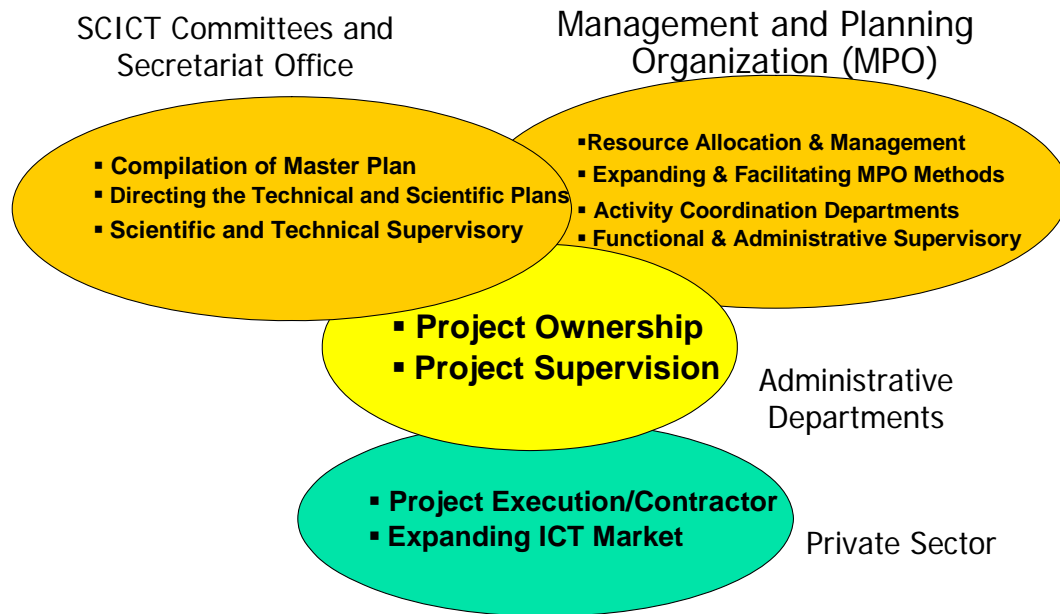 SCICT Committees and
Secretariat Office
Management and Planning
Organization (MPO)
▪ Compilation of Master Plan
▪ Directing the Technical and Scientific Plans
▪ Scientific and Technical Supervisory
▪Resource Allocation & Management
▪ Expanding & Facilitating MPO Methods
▪ Activity Coordination Departments
▪ Functional & Administrative Supervisory
▪ Project Ownership
▪ Project Supervision
Administrative
Departments
▪ Project Execution/Contractor
▪ Expanding ICT Market
Private Sector